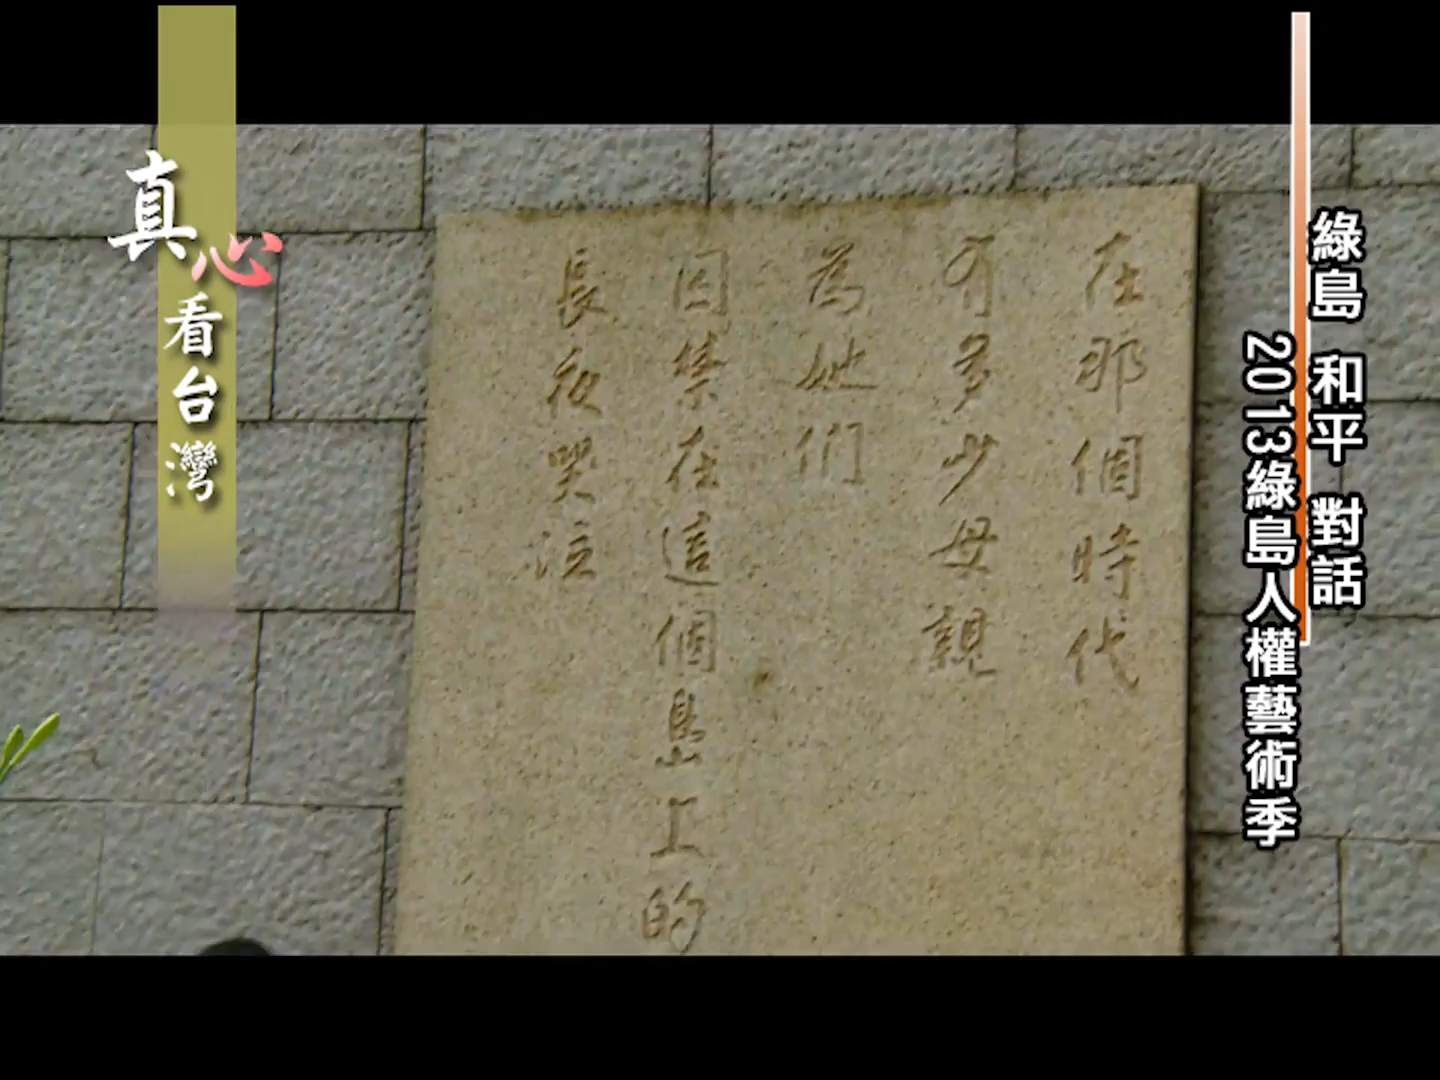 綠島 和平 對話
2013綠島人權藝術季
在那個時代
有多少母親
為她們
囚禁在這個島上的
長夜哭泣
真心看台灣